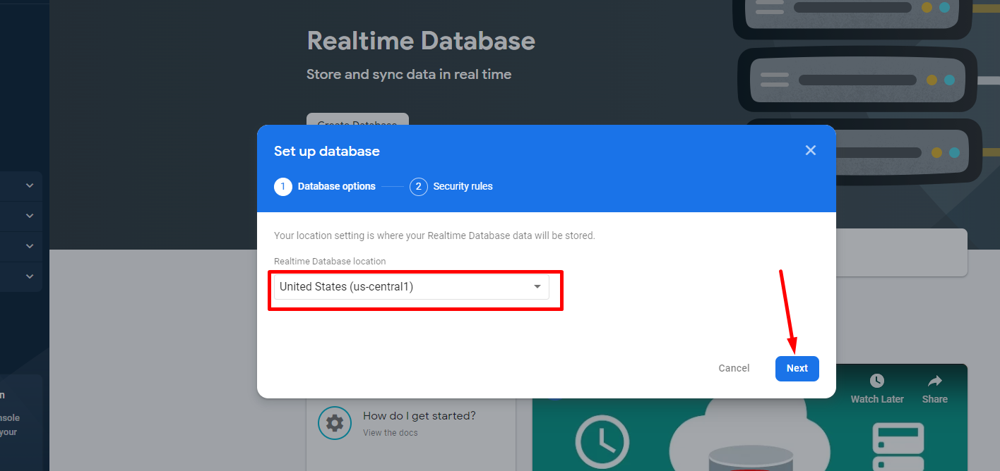 Realtime Database
Store and sync data in real time
Create Database
Set up database
1 Database options 2 Security rules
Your location setting is where your Realtime Database data will be stored.
Realtime Database location
United States (us-central1)
Cancel Next
Watch Later Share
How do I get started?
View the docs